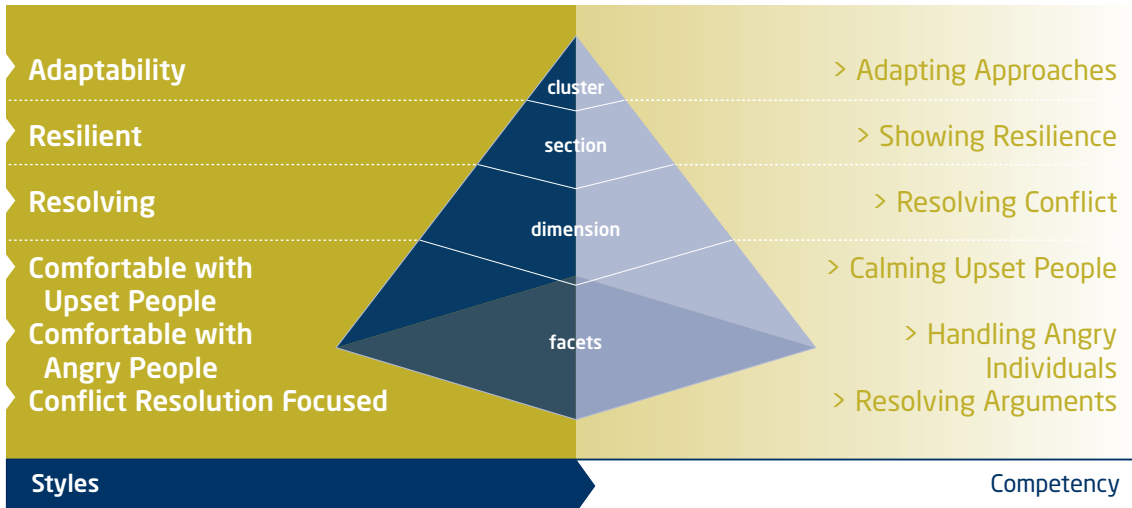 Adaptability
cluster
> Adapting Approaches
Resilient
section
> Showing Resilience
Resolving
dimension
> Resolving Conflict
Comfortable with
Upset People
> Calming Upset People
Comfortable with
Angry People
facets
> Handling Angry
Individuals
Conflict Resolution Focused
> Resolving Arguments
Styles
Competency